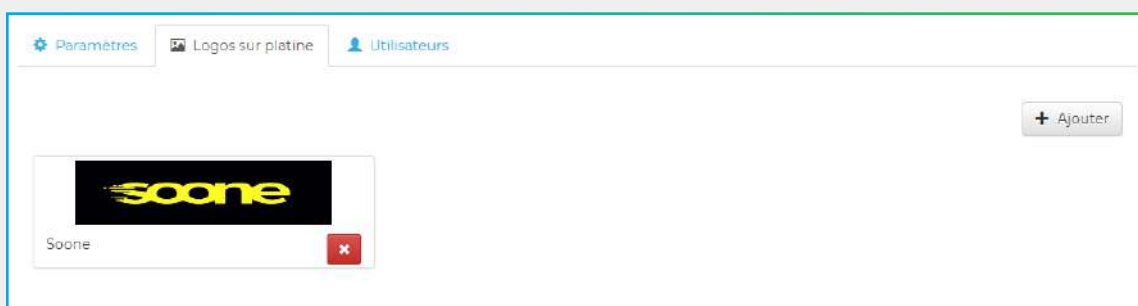 Paramètres Logos sur platine Utilisateurs
+ Ajouter
soone
Soone